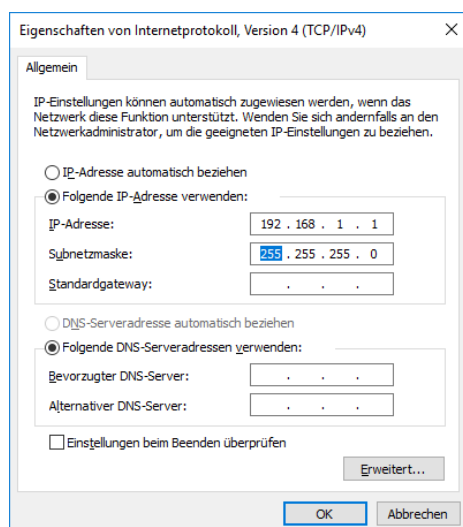 Eigenschaften von Internetprotokoll, Version 4 (TCP/IPv4)
Allgemein
IP-Einstellungen können automatisch zugewiesen werden, wenn das
Netzwerk diese Funktion unterstützt. Wenden Sie sich andernfalls an den
Netzwerkadministrator, um die geeigneten IP-Einstellungen zu beziehen.
IP-Adresse automatisch beziehen
Folgende IP-Adresse verwenden:
IP-Adresse: 192 . 168 . 1 . 1
Subnetzmaske: 255 . 255 . 255 . 0
Standardgateway: . . .
DNS-Serveradresse automatisch beziehen
Folgende DNS-Serveradressen verwenden:
Bevorzugter DNS-Server: . . .
Alternativer DNS-Server: . . .
Einstellungen beim Beenden überprüfen
Erweitert...
OK Abbrechen